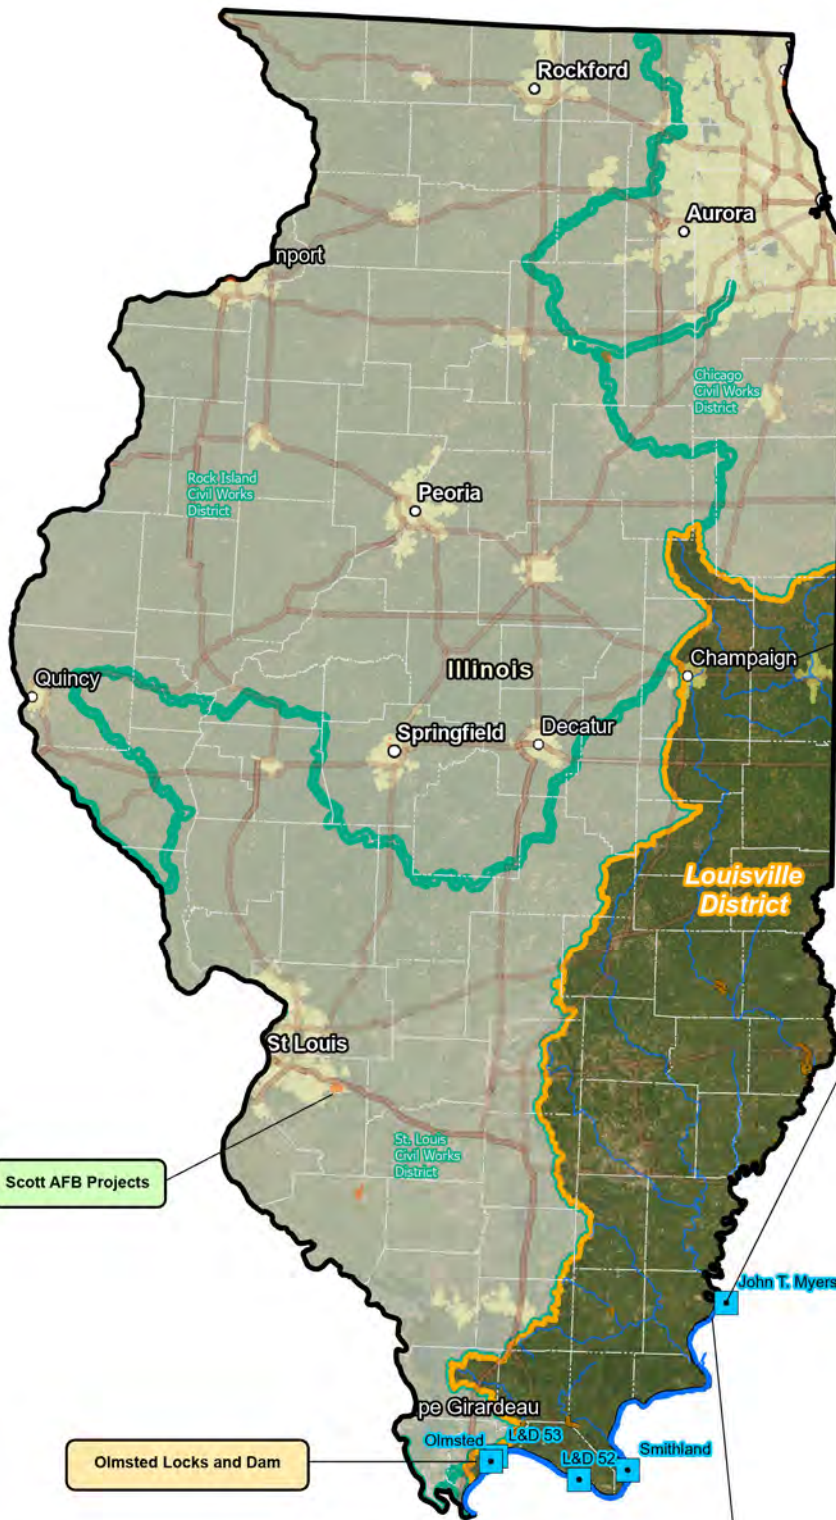 Rockford
Aurora
nport
Chicago
Civil Works
District
Rock Island
Civil Works
District
Peoria
Illinois
Champaign
Quincy
Springfield
Decatur
Louisville
District
St Louis
St. Louis
Civil Works
District
Scott AFB Projects
John T. Myers
pe Girardeau
Olmsted
L&D 53
L&D 52
Smithland
Olmsted Locks and Dam